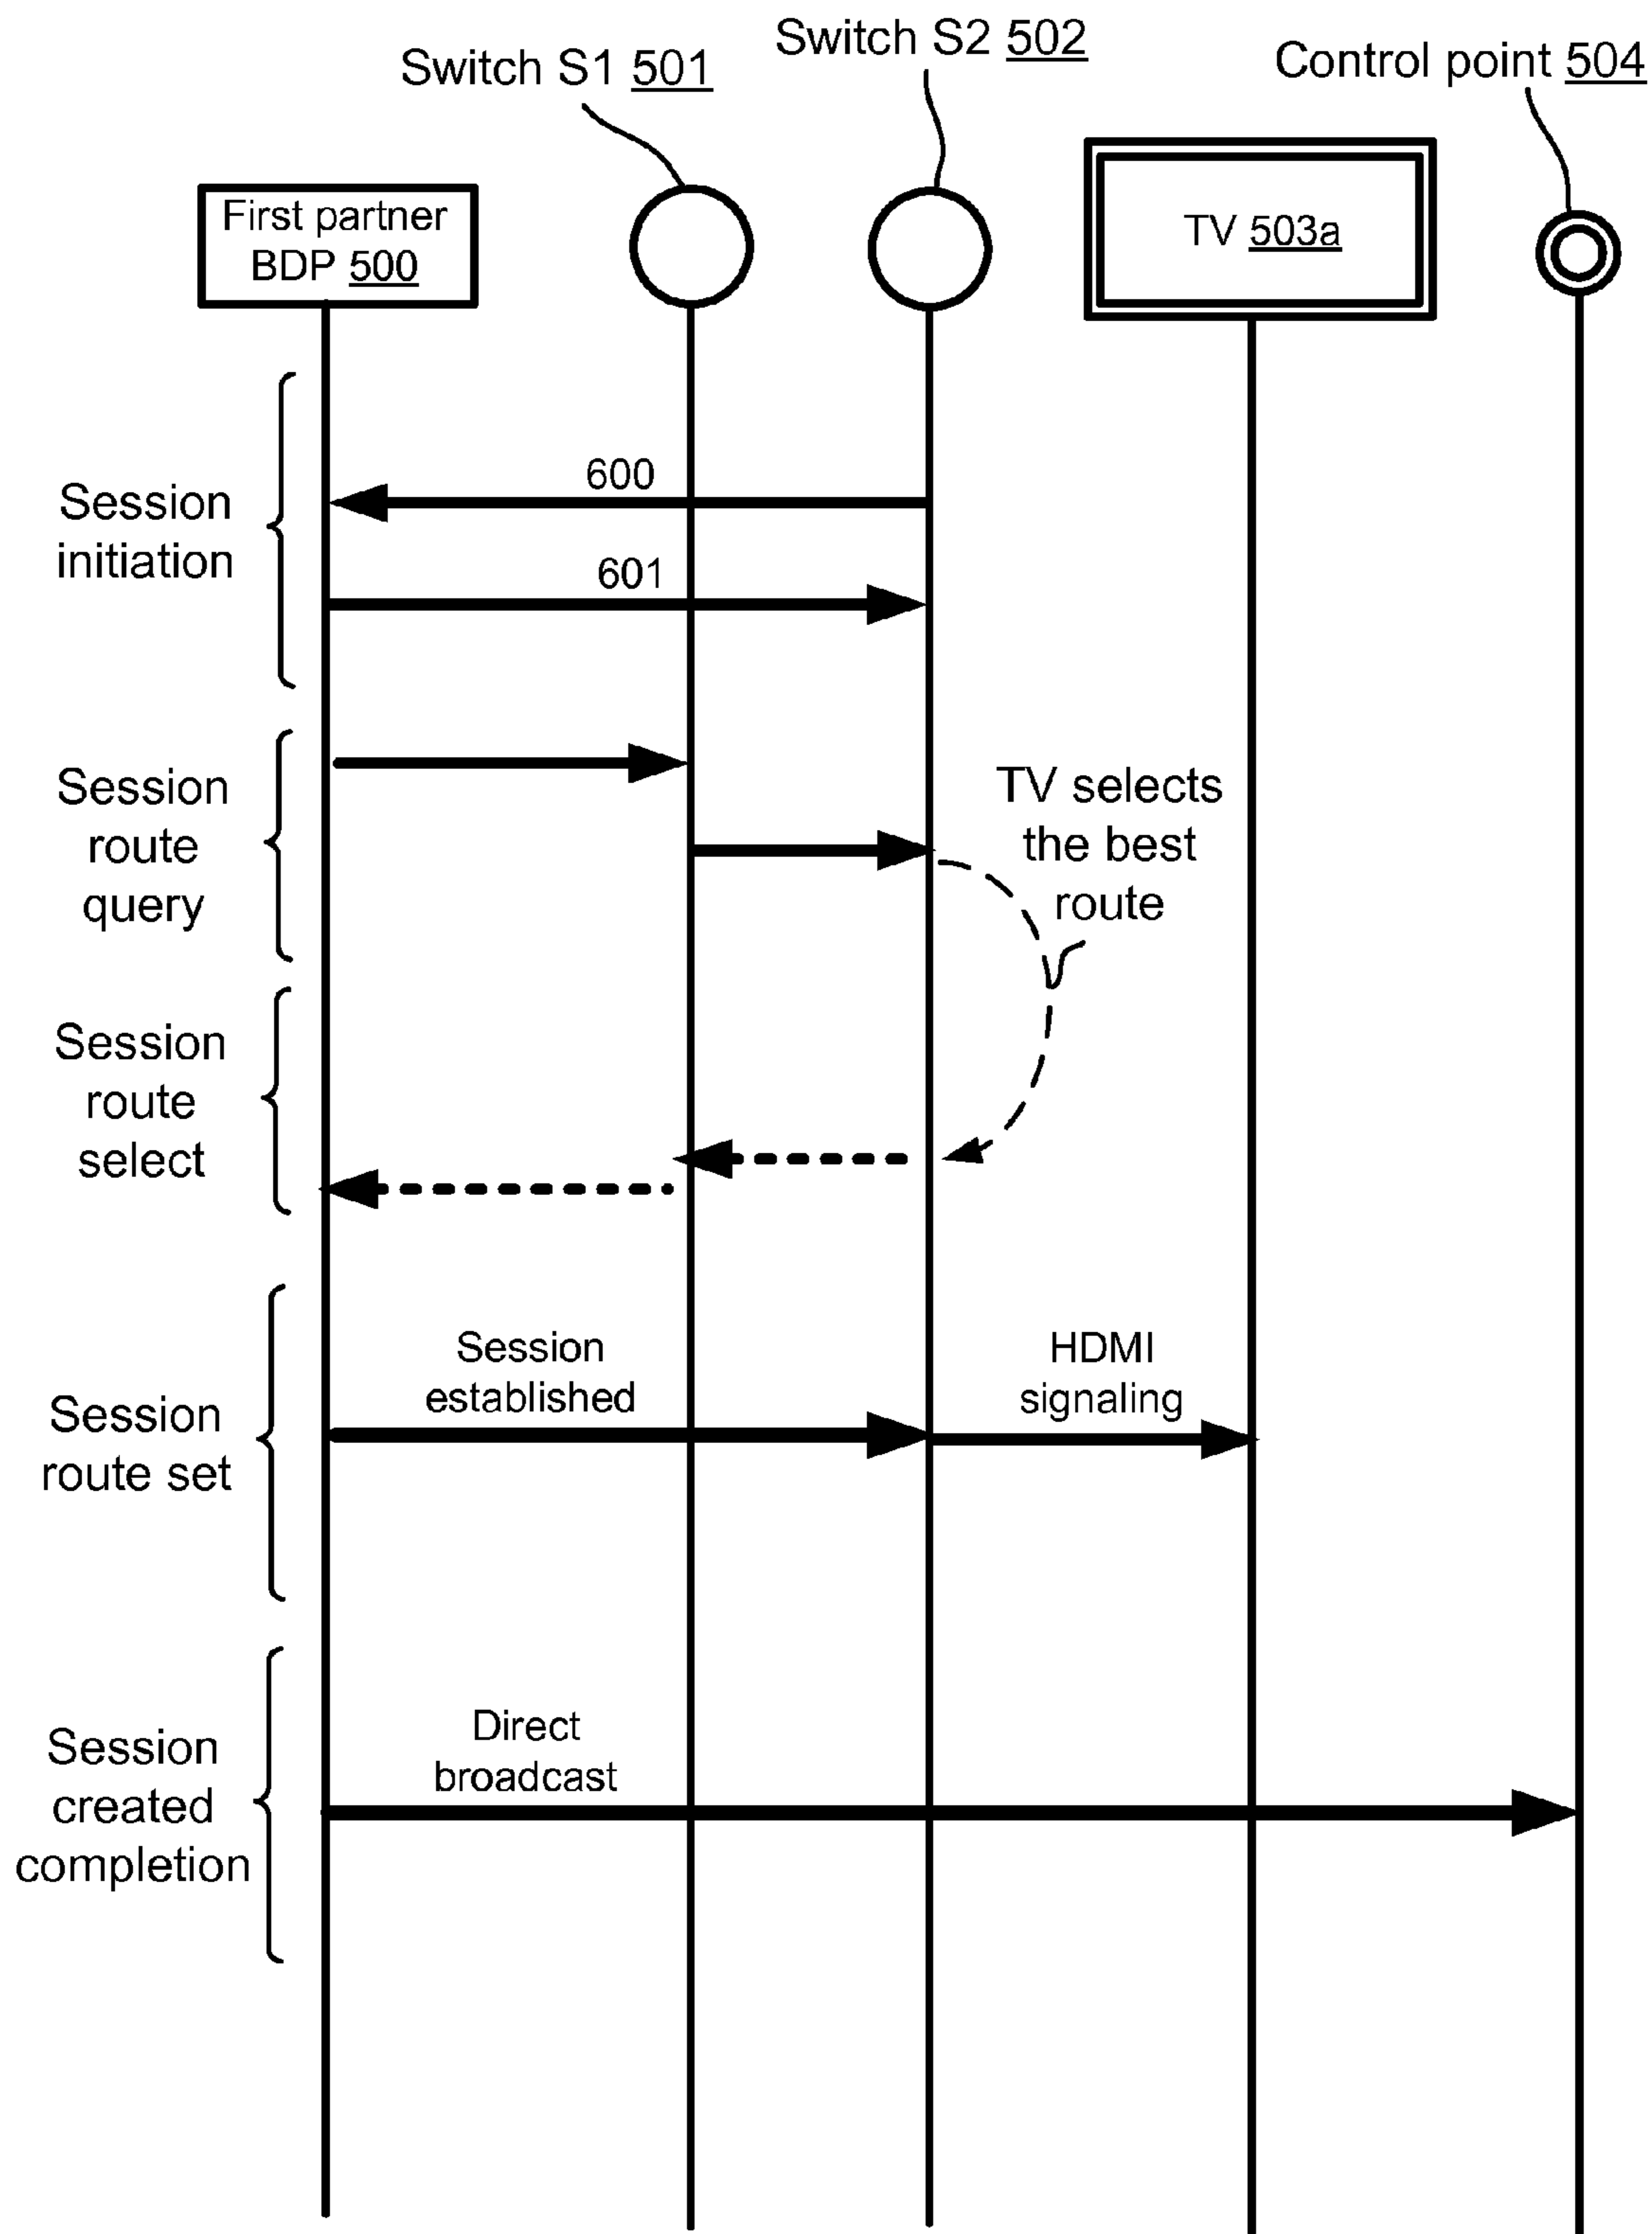 Switch S1 501
Switch S2 502
Control point 504
First partner
BDP 500
TV 503a
Session
initiation
600
601
Session
route
query
TV selects
the best
route
Session
route
select
Session
route set
Session
established
HDMI
signaling
Session
created
completion
Direct
broadcast